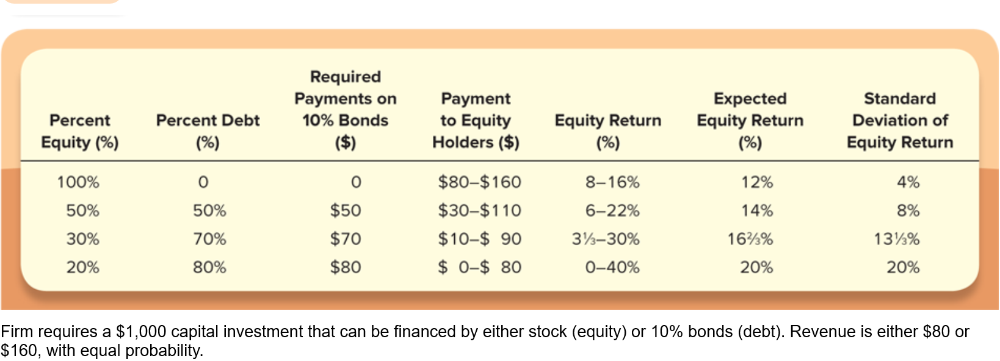 Percent Equity (%) Percent Debt (%) Required Payments on 10% Bonds ($) Payment to Equity Holders ($) Equity Return (%) Expected Equity Return (%) Standard Deviation of Equity Return
100% 0 0 $80–$160 8–16% 12% 4%
50% 50% $50 $30–$110 6–22% 14% 8%
30% 70% $70 $10–$ 90 3⅓–30% 16⅔% 13⅓%
20% 80% $80 $ 0–$ 80 0–40% 20% 20%
Firm requires a $1,000 capital investment that can be financed by either stock (equity) or 10% bonds (debt). Revenue is either $80 or
$160, with equal probability.